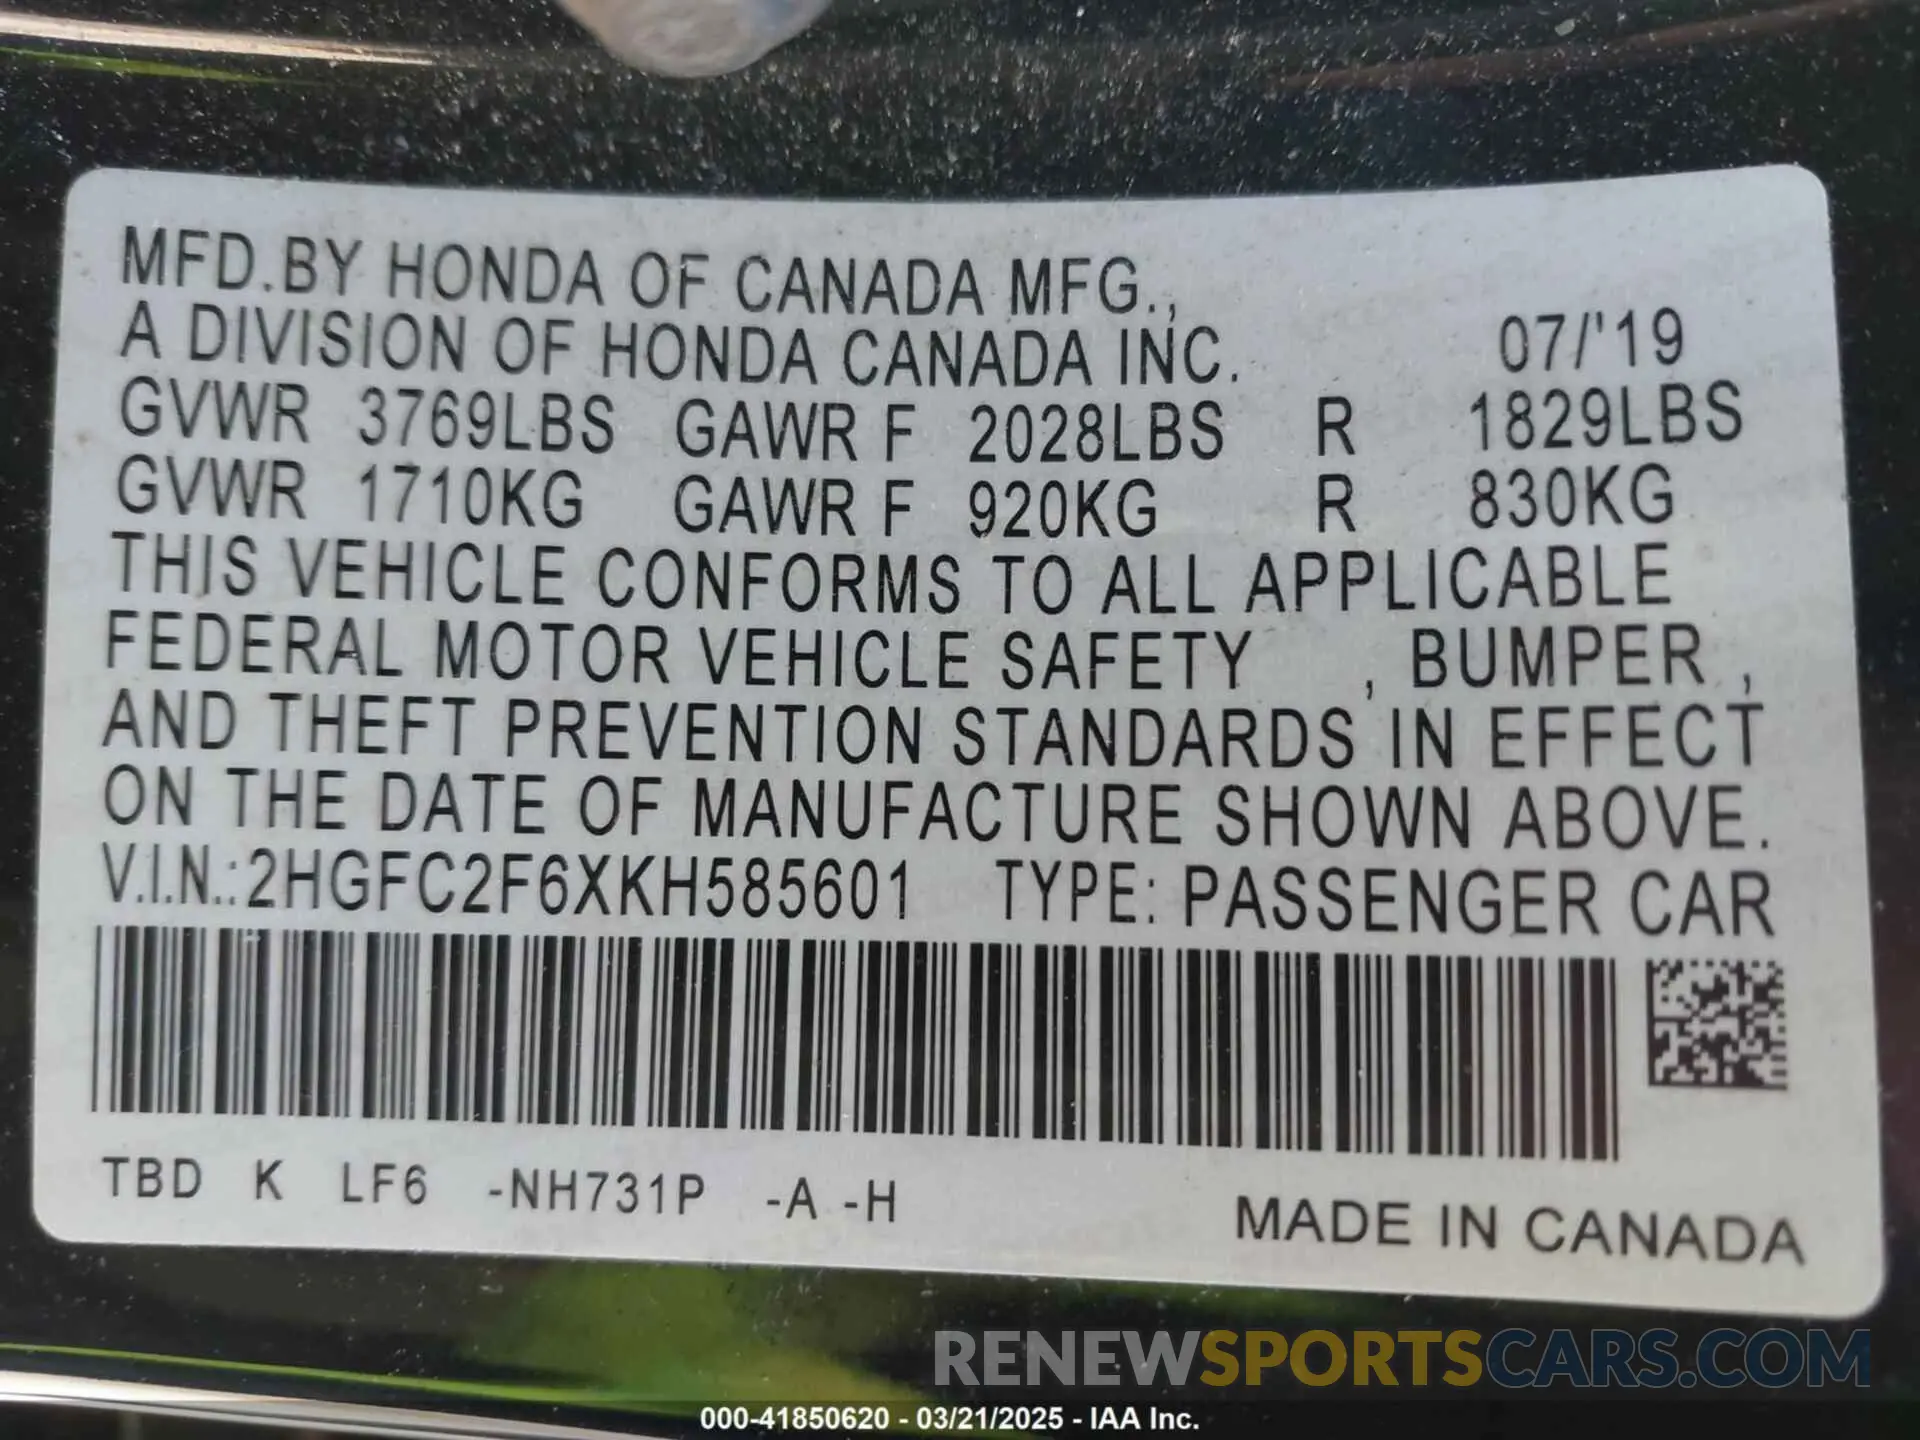 MFD.BY HONDA OF CANADA MFG.,
A DIVISION OF HONDA CANADA INC. 07/'19
GVWR 3769LBS GAWR F 2028LBS R 1829LBS
GVWR 1710KG GAWR F 920KG R 830KG
THIS VEHICLE CONFORMS TO ALL APPLICABLE
FEDERAL MOTOR VEHICLE SAFETY , BUMPER ,
AND THEFT PREVENTION STANDARDS IN EFFECT
ON THE DATE OF MANUFACTURE SHOWN ABOVE.
V.I.N.:2HGFC2F6XKH585601 TYPE: PASSENGER CAR
TBD K LF6 -NH731P -A -H
MADE IN CANADA
RENEWSPORTSCARS.COM
000-41850620 - 03/21/2025 - IAA Inc.